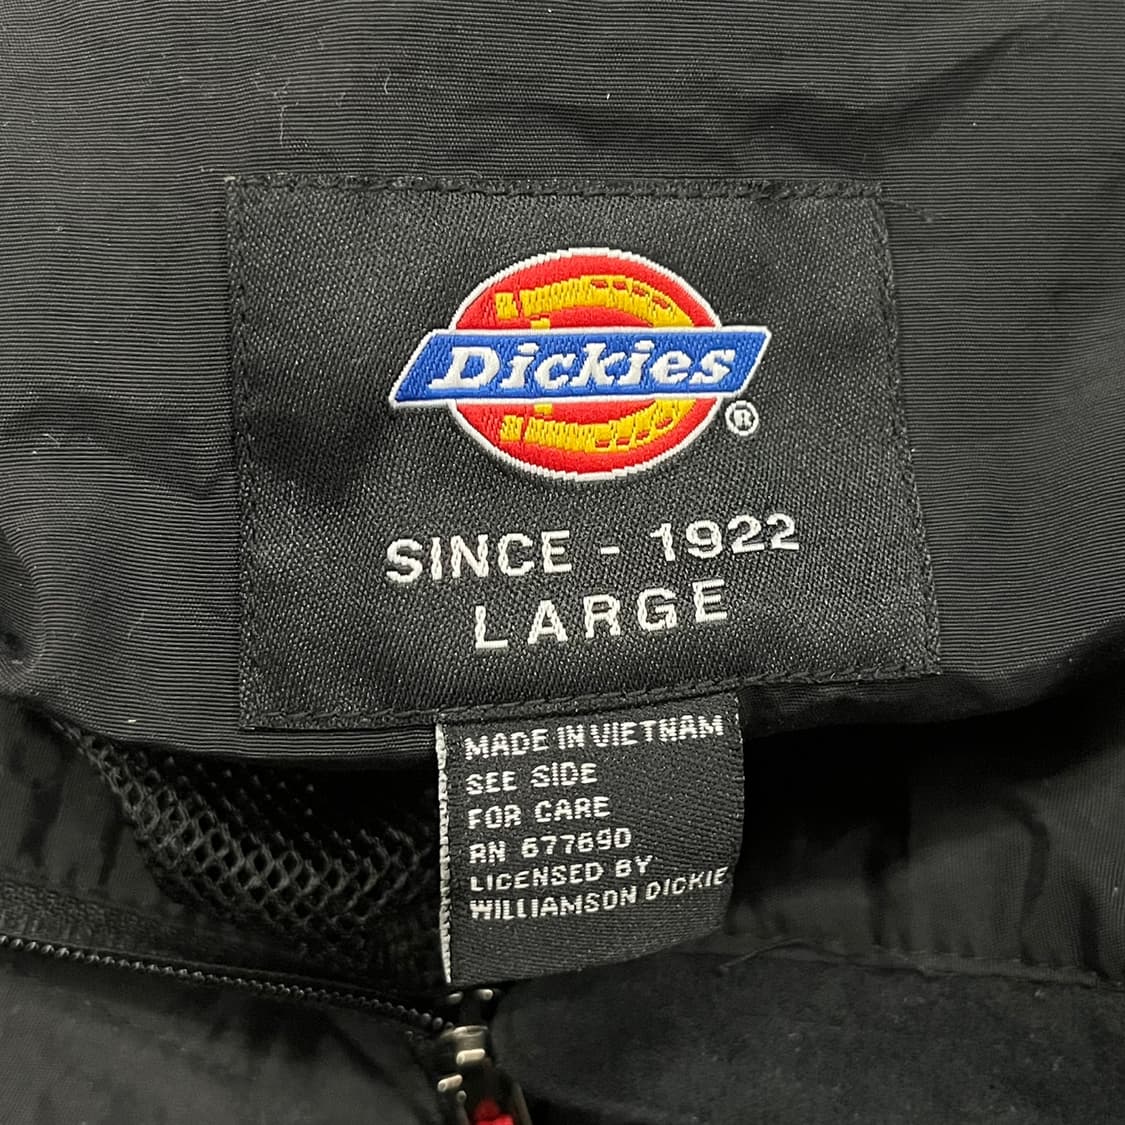 Dickies®
SINCE - 1922
LARGE
MADE IN VIETNAM
SEE SIDE
FOR CARE
RN 677690
LICENSED BY
WILLIAMSON DICKIE